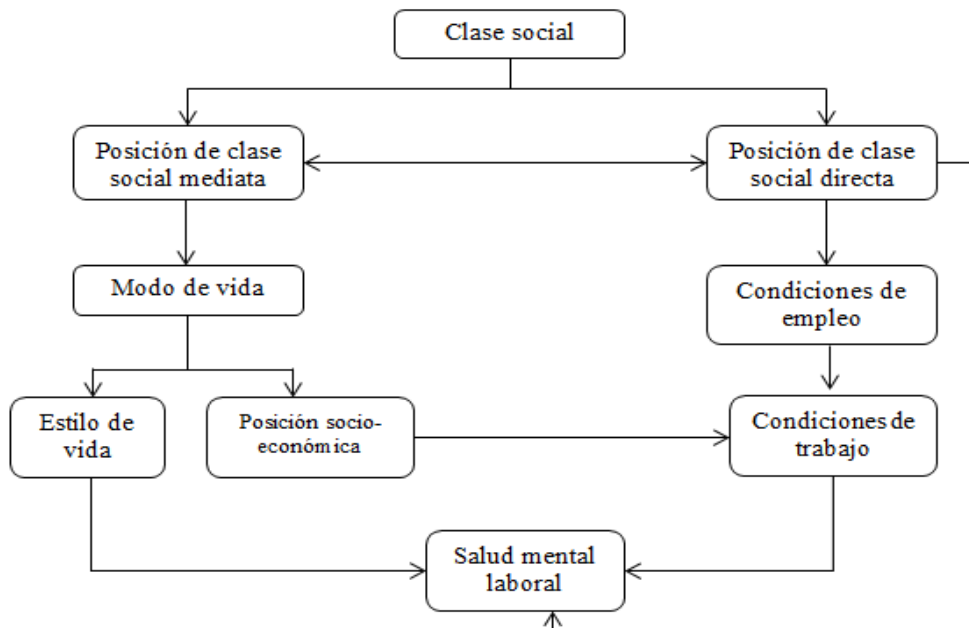 Clase social
Posición de clase
social mediata
Posición de clase
social directa
Modo de vida
Condiciones de
empleo
Estilo de
vida
Posición socio-
económica
Condiciones de
trabajo
Salud mental
laboral